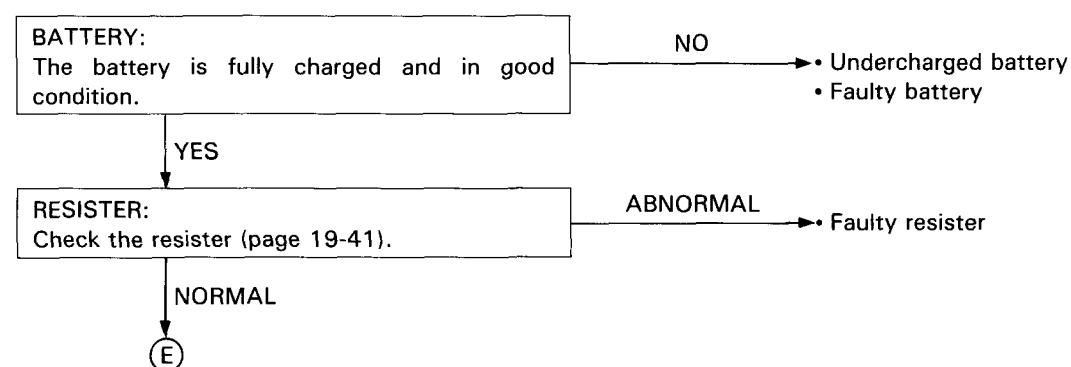 BATTERY:
The battery is fully charged and in good
condition.
NO
• Undercharged battery
• Faulty battery
YES
RESISTER:
Check the resister (page 19-41).
ABNORMAL
• Faulty resister
NORMAL
E